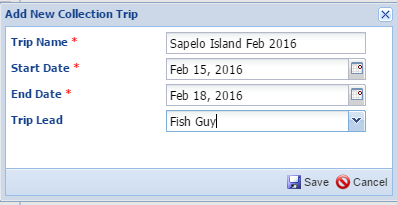 Add New Collection Trip
Trip Name * Sapelo Island Feb 2016
Start Date * Feb 15, 2016
End Date * Feb 18, 2016
Trip Lead Fish Guy
Save Cancel